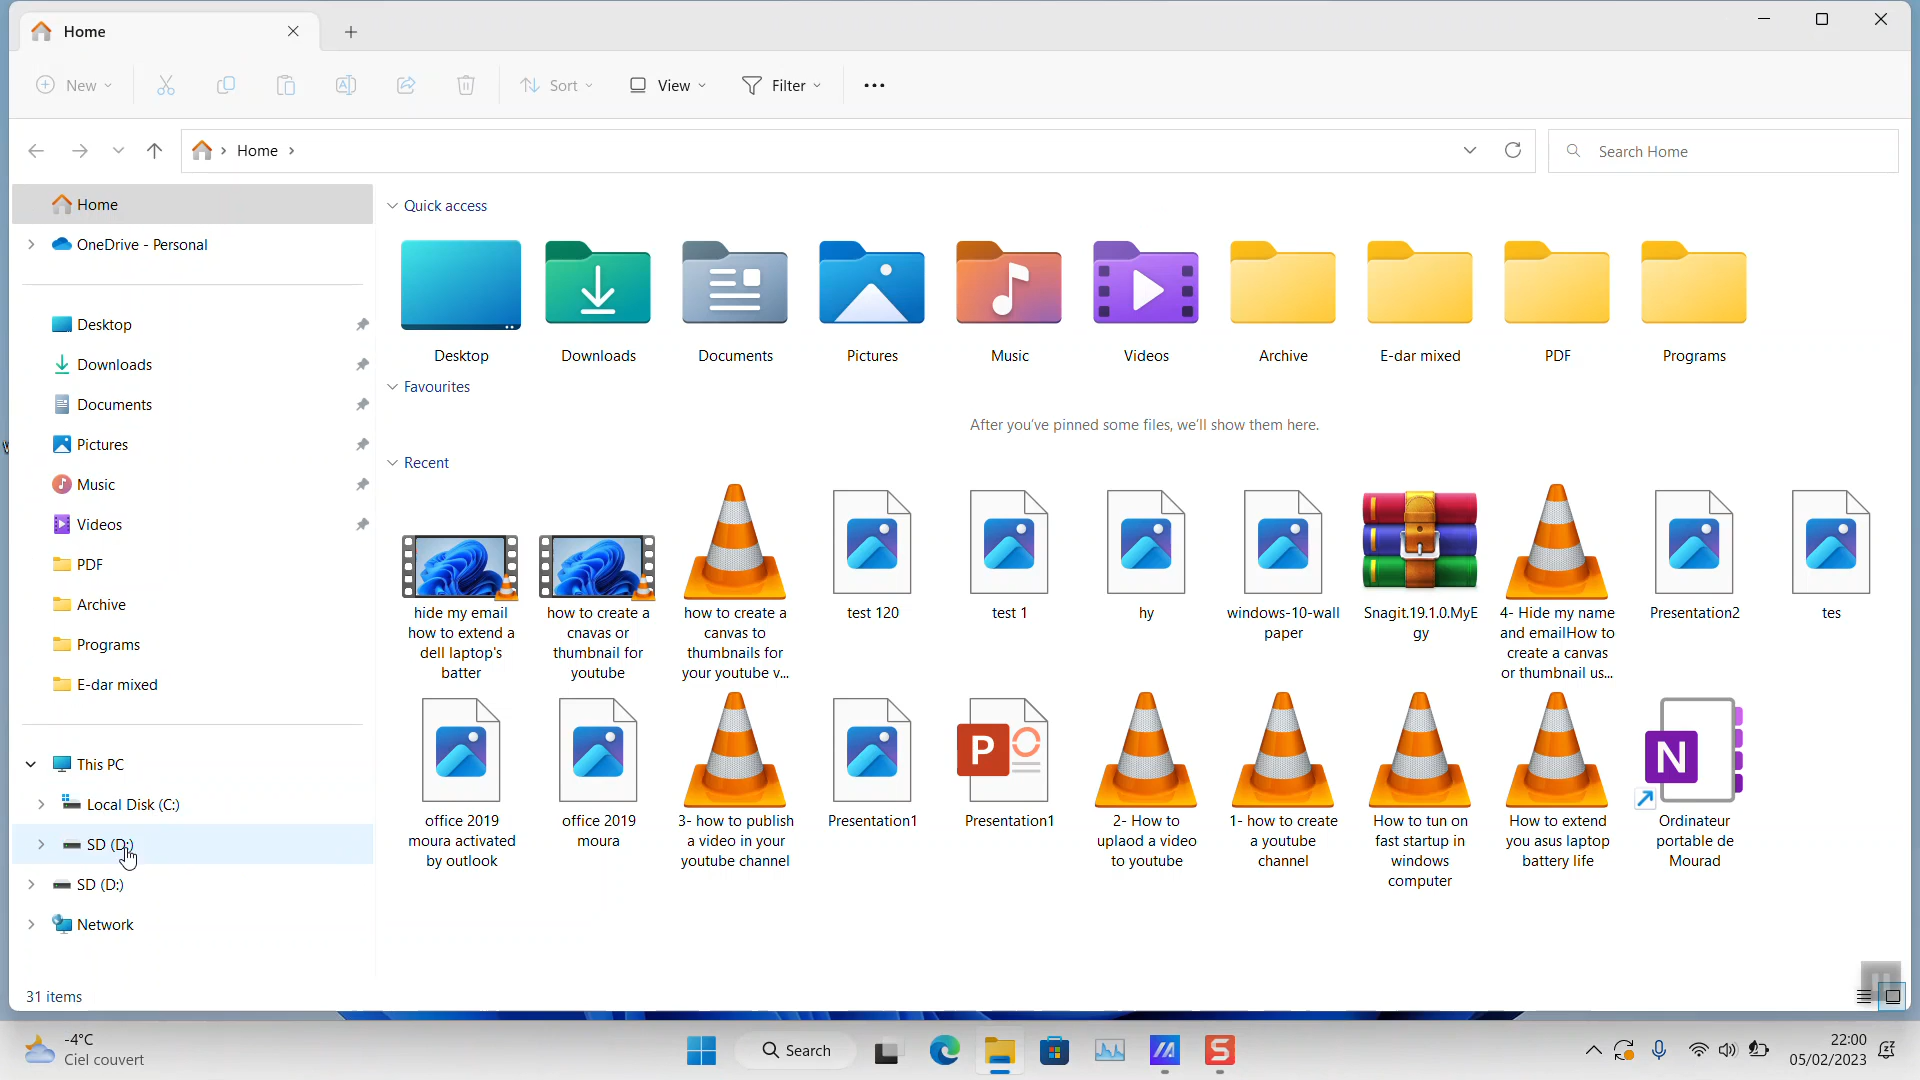 Home
New
Sort
View
Filter
Home
Search Home
Home
OneDrive - Personal
Desktop
Downloads
Documents
Pictures
Music
Videos
PDF
Archive
Programs
E-dar mixed
This PC
Local Disk (C:)
SD (D:)
SD (D:)
Network
31 items
Quick access
Desktop
Downloads
Documents
Pictures
Music
Videos
Archive
E-dar mixed
PDF
Programs
Favourites
After you've pinned some files, we'll show them here.
Recent
hide my email
how to extend a
dell laptop's
batter
how to create a
cnavas or
thumbnail for
youtube
how to create a
canvas to
thumbnails for
your youtube v...
test 120
test 1
hy
windows-10-wall
paper
Snagit.19.1.0.MyE
gy
4- Hide my name
and emailHow to
create a canvas
or thumbnail us...
Presentation2
tes
office 2019
moura activated
by outlook
office 2019
moura
3- how to publish
a video in your
youtube channel
Presentation1
P
Presentation1
2- How to
uplaod a video
to youtube
1- how to create
a youtube
channel
How to tun on
fast startup in
windows
computer
How to extend
you asus laptop
battery life
N
Ordinateur
portable de
Mourad
-4°C
Ciel couvert
Search
S
22:00
05/02/2023